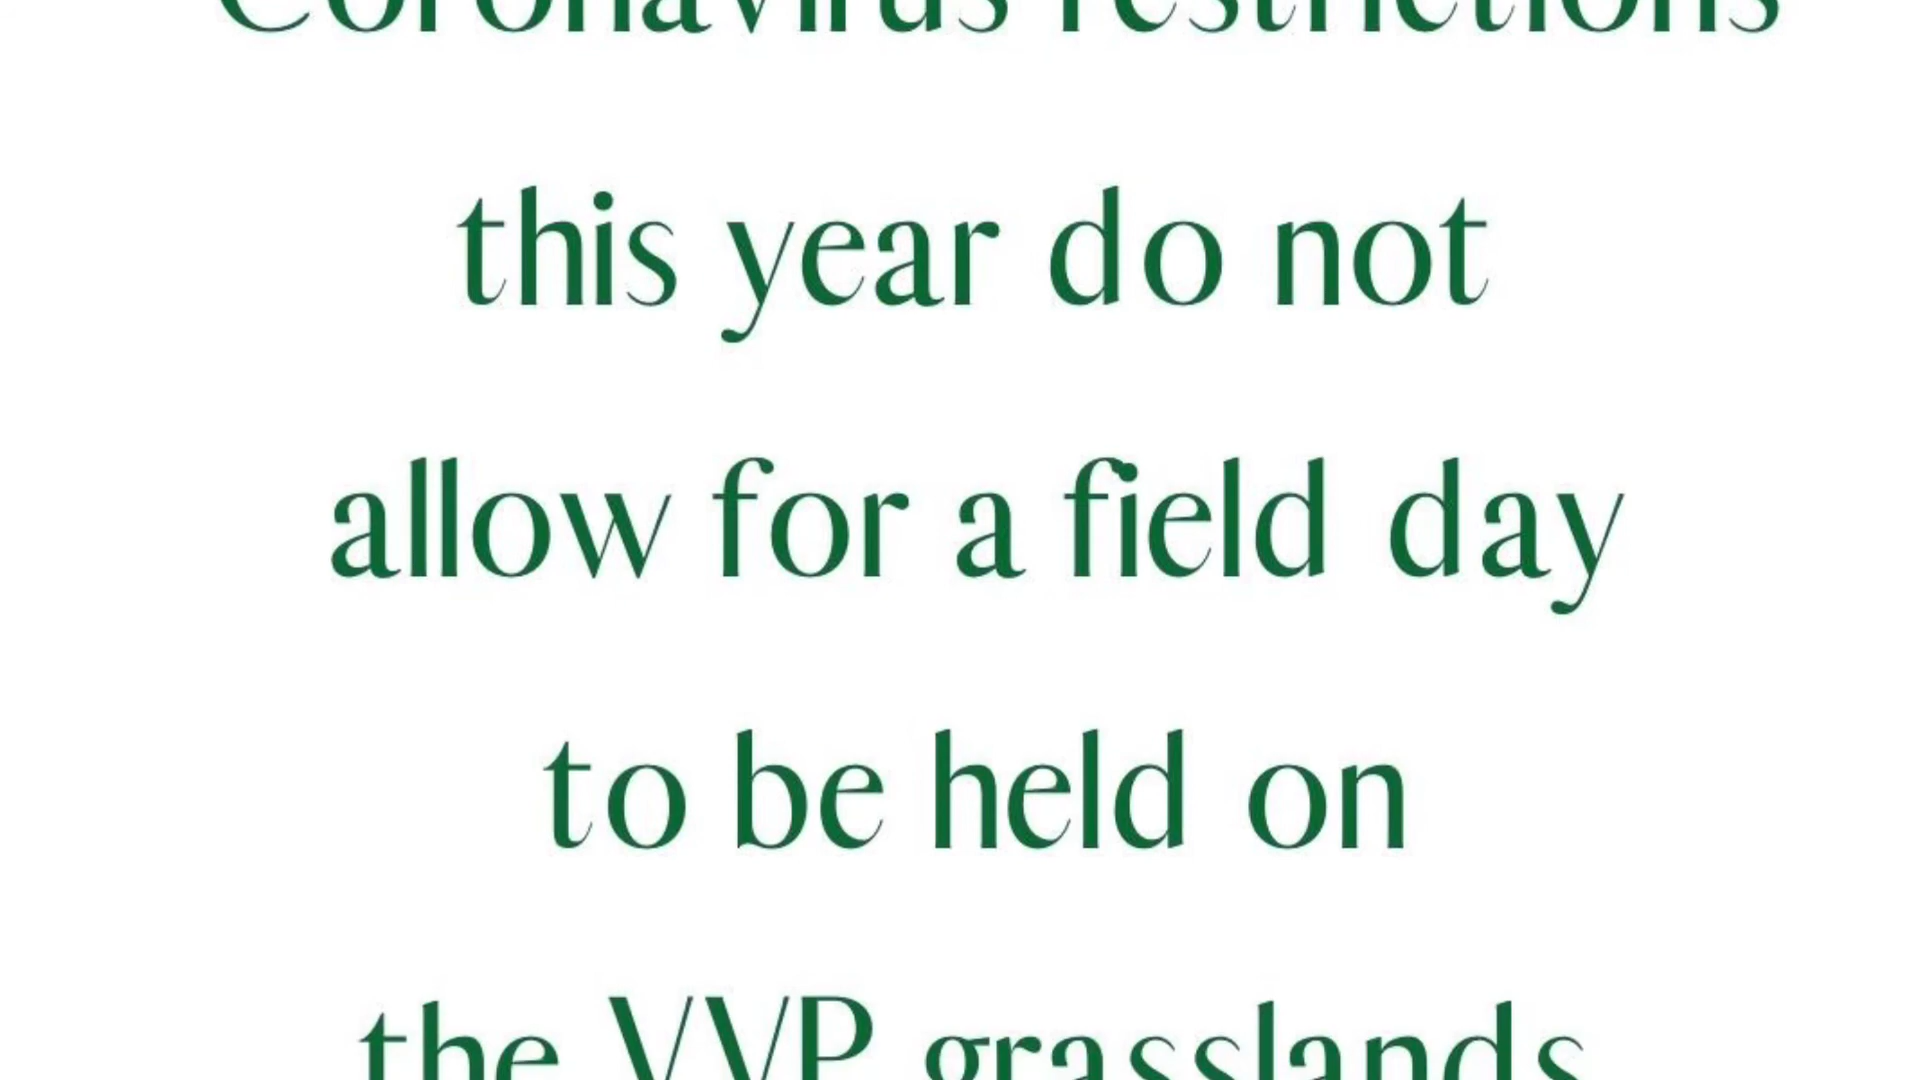 Coronavirus restrictions
this year do not
allow for a field day
to be held on
the VVP grasslands